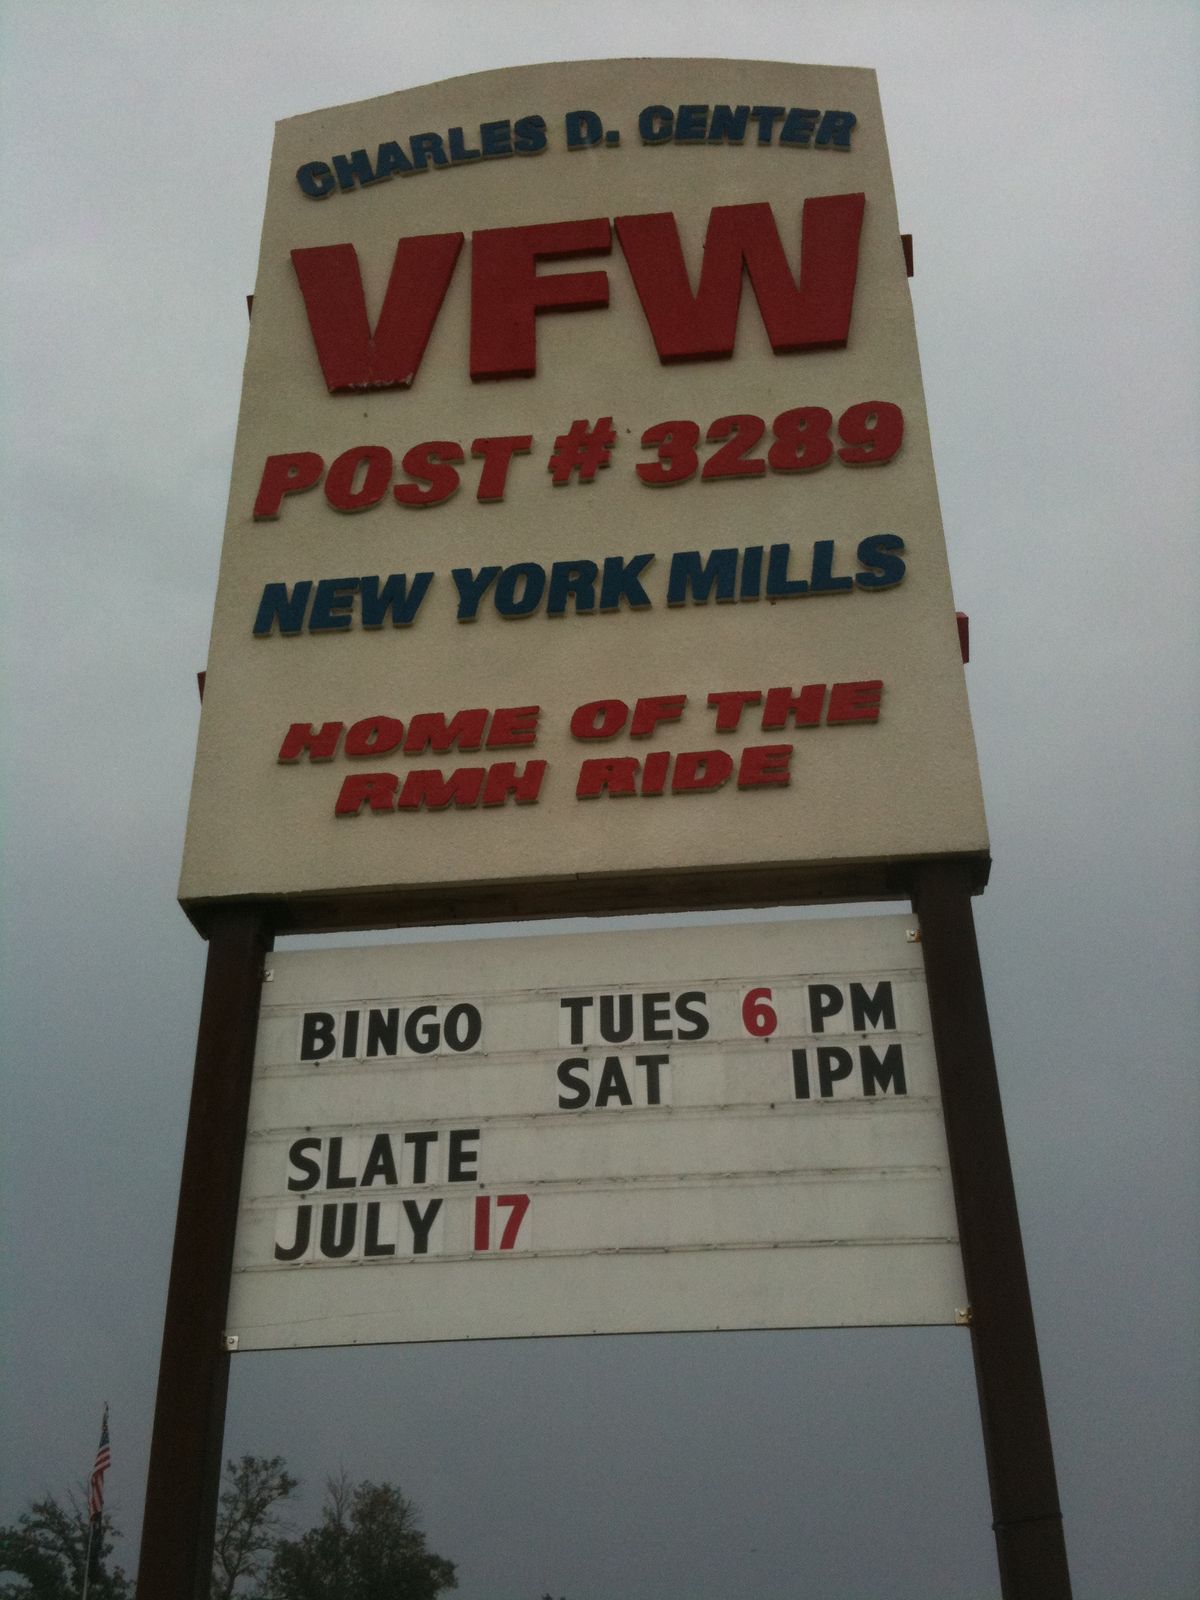 CHARLES D. CENTER
VFW
POST # 3289
NEW YORK MILLS
HOME OF THE
RMH RIDE
BINGO TUES 6 PM
SAT 1PM
SLATE
JULY 17